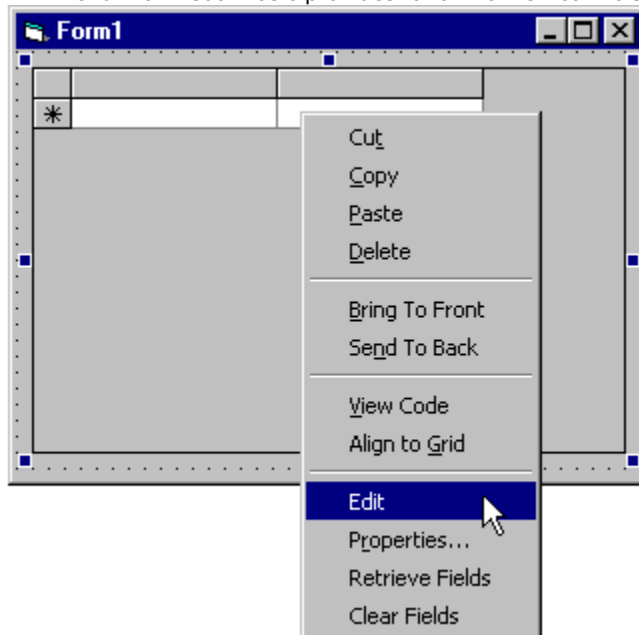 Form1
Cut
Copy
Paste
Delete
Bring To Front
Send To Back
View Code
Align to Grid
Edit
Properties...
Retrieve Fields
Clear Fields